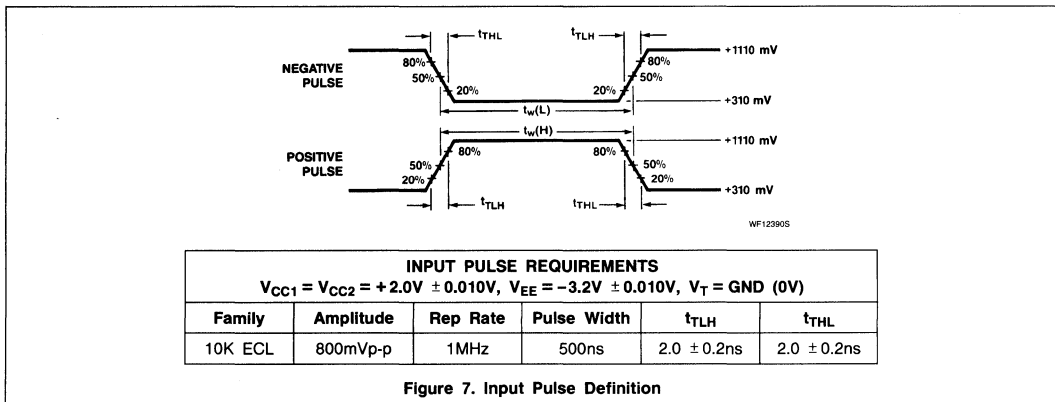 tTHL tTLH
+1110 mV
80% 80%
NEGATIVE PULSE
50% 50%
20% 20%
+310 mV
tw(L)
tw(H)
+1110 mV
80% 80%
POSITIVE PULSE
50% 50%
20% 20%
+310 mV
tTLH tTHL
WF12390S
INPUT PULSE REQUIREMENTS
VCC1 = VCC2 = +2.0V ±0.010V, VEE = −3.2V ±0.010V, VT = GND (0V)
Family Amplitude Rep Rate Pulse Width tTLH tTHL
10K ECL 800mVp-p 1MHz 500ns 2.0 ±0.2ns 2.0 ±0.2ns
Figure 7. Input Pulse Definition